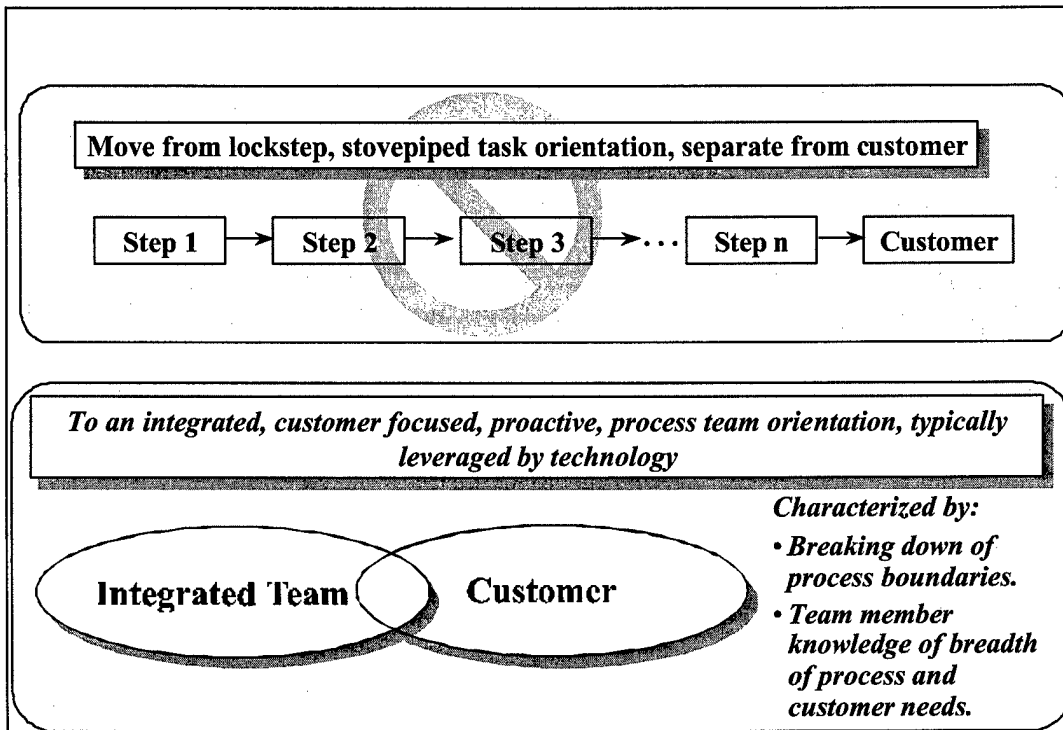 Move from lockstep, stovepiped task orientation, separate from customer
Step 1
Step 2
Step 3
...
Step n
Customer
To an integrated, customer focused, proactive, process team orientation, typically
leveraged by technology
Integrated Team
Customer
Characterized by:
• Breaking down of
process boundaries.
• Team member
knowledge of breadth
of process and
customer needs.